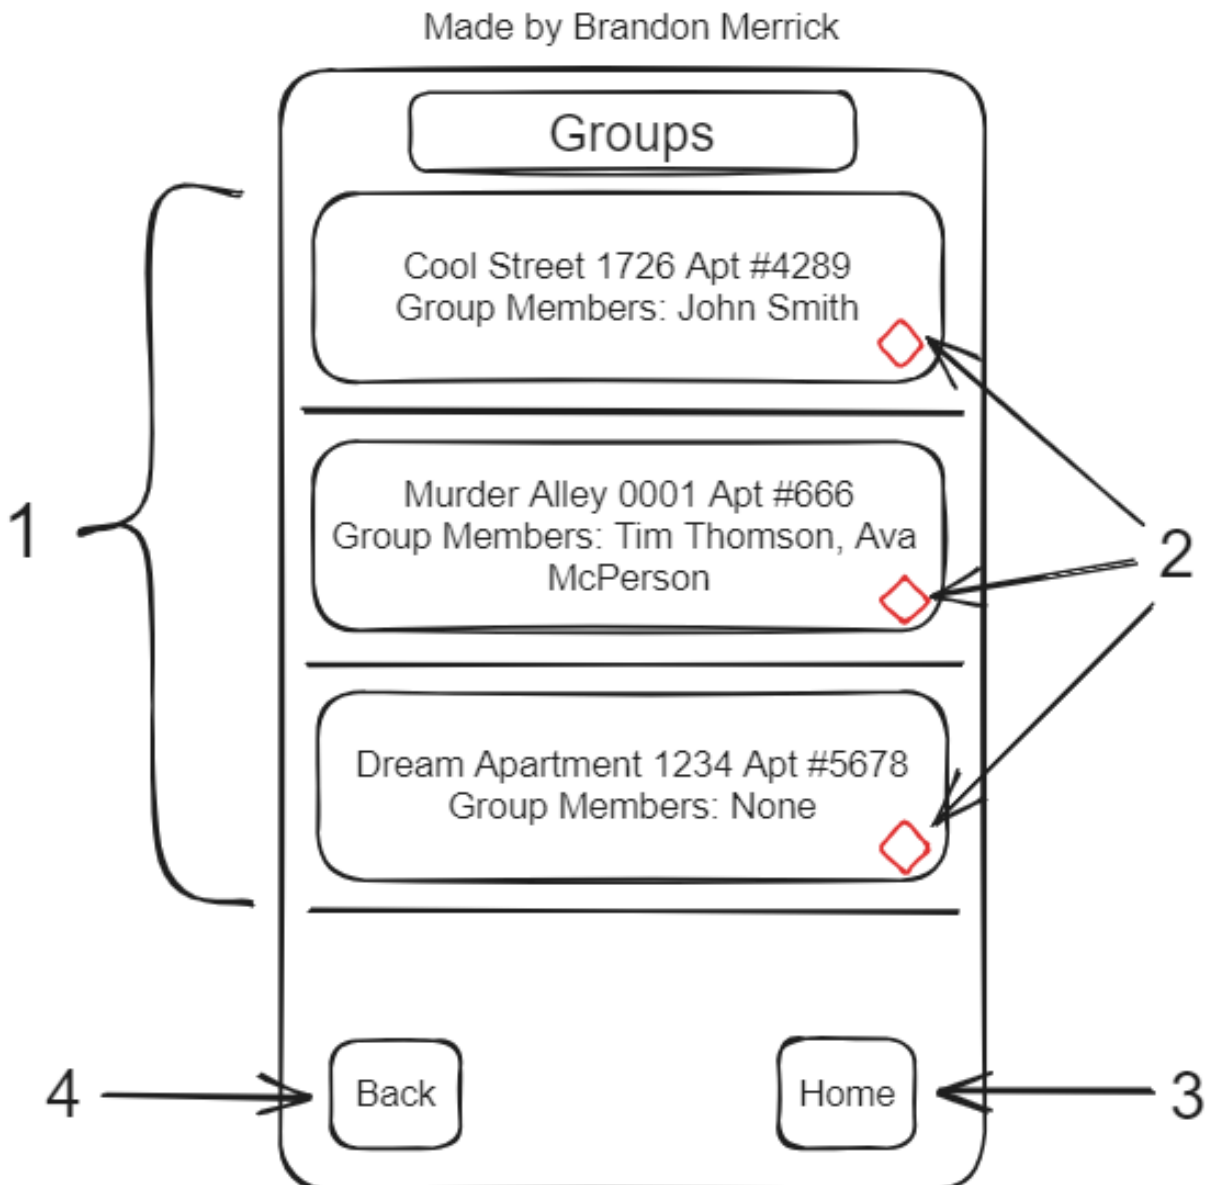 Made by Brandon Merrick
Groups
Cool Street 1726 Apt #4289
Group Members: John Smith
1
Murder Alley 0001 Apt #666
Group Members: Tim Thomson, Ava
McPerson
2
Dream Apartment 1234 Apt #5678
Group Members: None
4
Back
Home
3